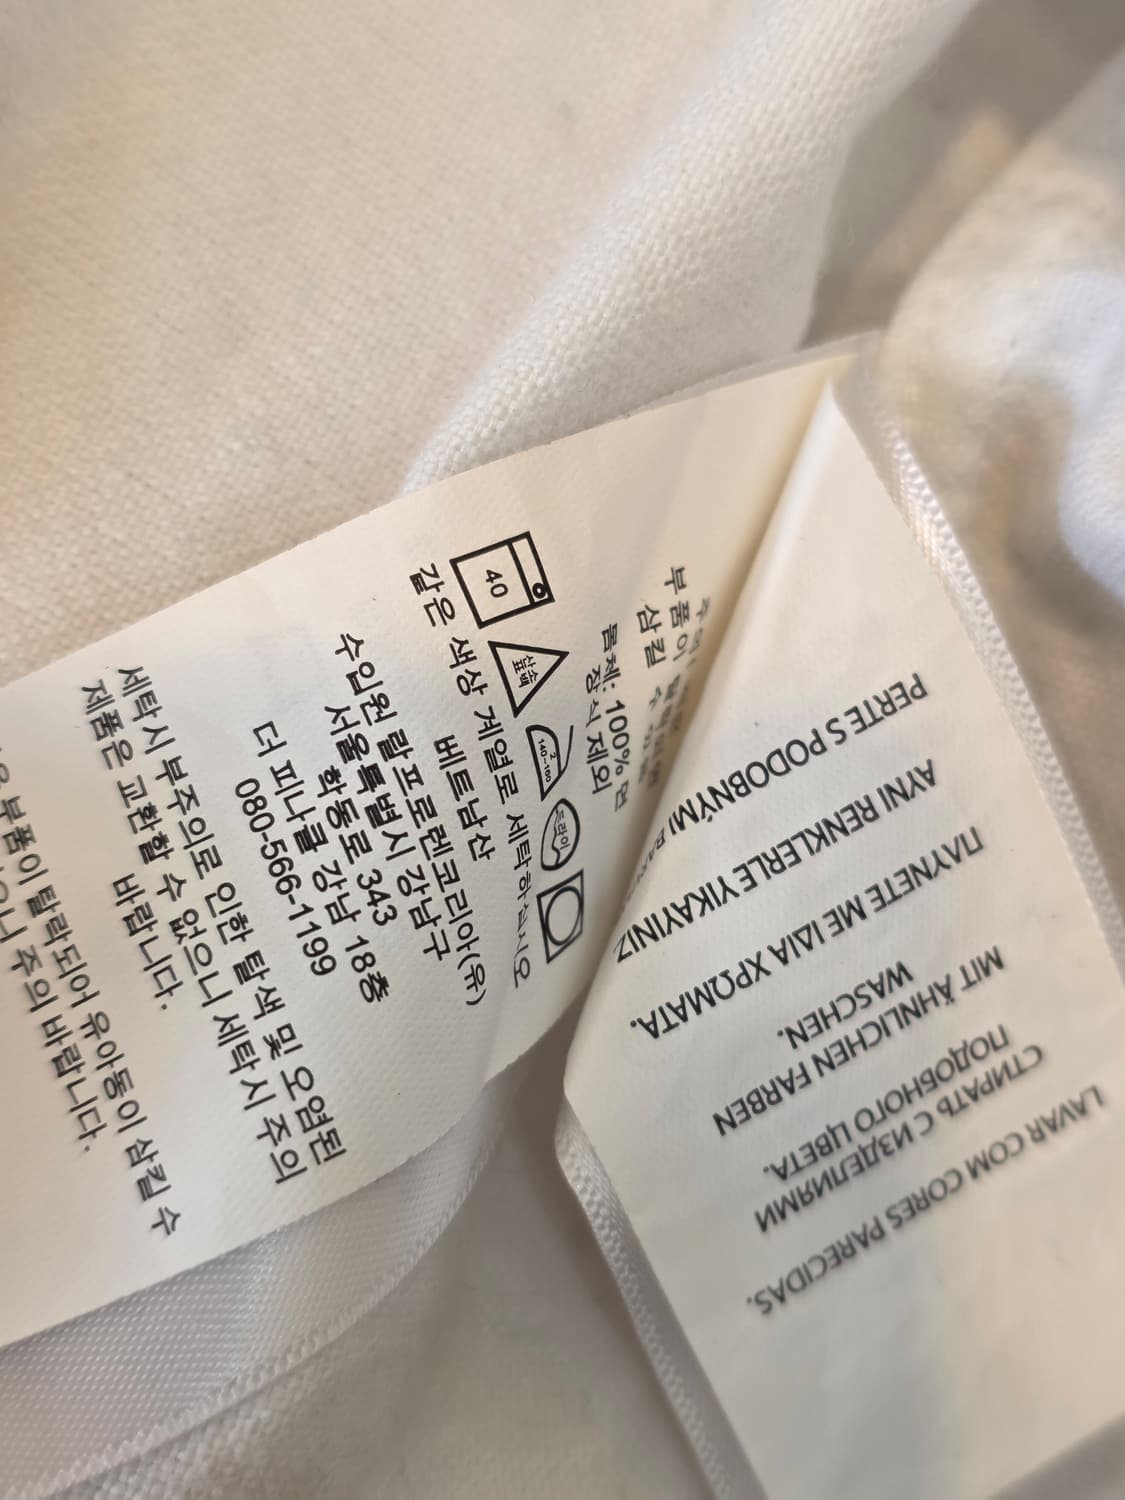 부품이
삼킬 수
몸체: 100% 면
장식 제외
40 2 140~160 드라이
같은 색상 계열로 세탁하십시오
베트남산
수입원 랄프로렌코리아(유)
서울특별시 강남구
학동로 343
더 피나클 강남 18층
080-566-1199
세탁시 부주의로 인한 탈색 및 오염된
제품은 교환할 수 없으니 세탁시 주의
바랍니다.
부품이 탈락되어 유아동이 삼킬 수
주의 바랍니다.
LAVAR COM CORES PARECIDAS.
СТИРАТЬ С ИЗДЕЛИЯМИ
ПОДОБНОГО ЦВЕТА.
MIT ÄHNLICHEN FARBEN
WASCHEN.
ΠΛΥΝΕΤΕ ΜΕ ΙΔΙΑ ΧΡΩΜΑΤΑ.
AYNI RENKLERLE YIKAYINIZ
PERTE S PODOBNÝMI